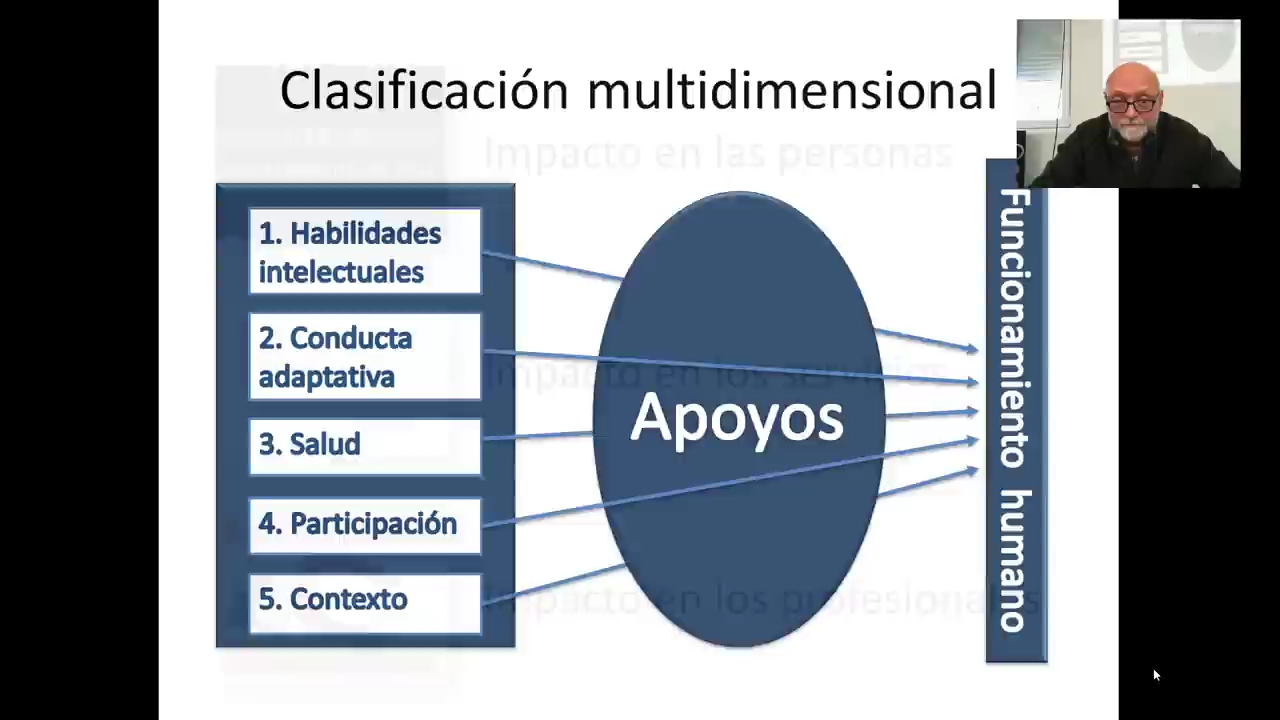 Clasificación multidimensional
Impacto en las personas
1. Habilidades
intelectuales
2. Conducta
adaptativa
3. Salud
4. Participación
5. Contexto
Impacto en los servicios
Apoyos
Impacto en los profesionales
Funcionamiento humano